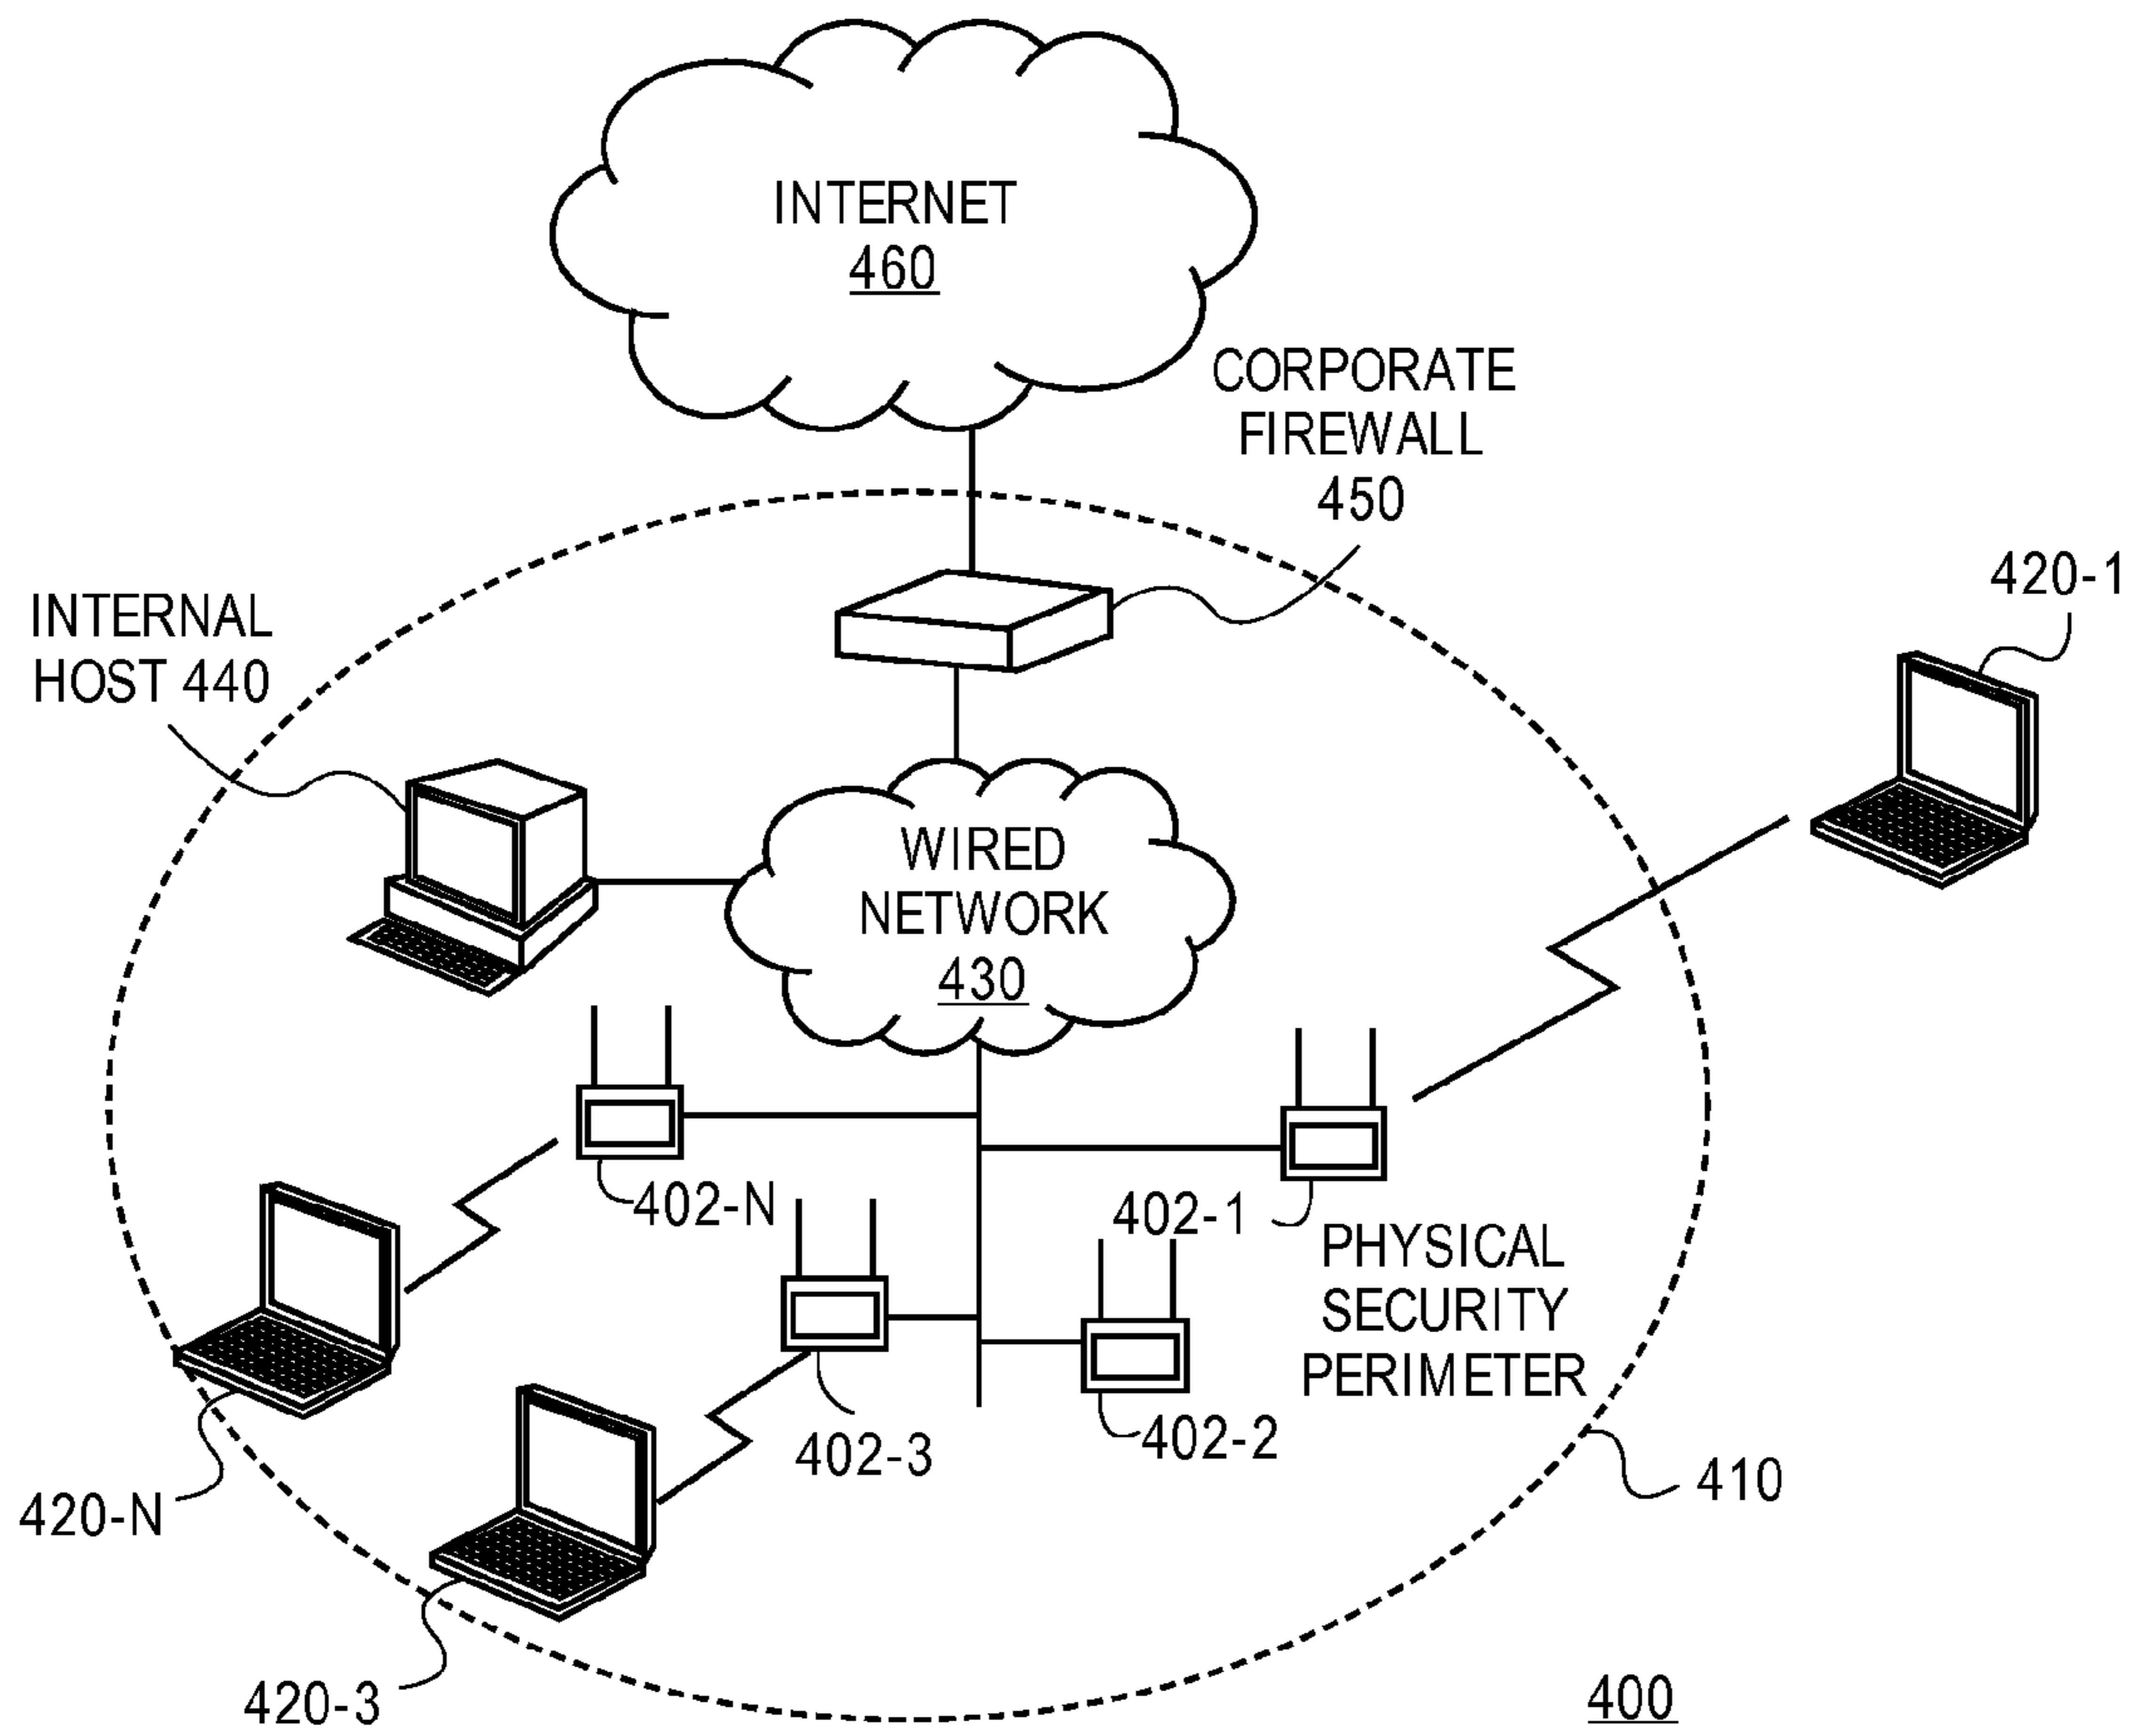 INTERNET
460
CORPORATE
FIREWALL
450
420-1
INTERNAL
HOST 440
WIRED
NETWORK
430
402-N
402-1
PHYSICAL
SECURITY
PERIMETER
402-3
402-2
410
420-N
420-3
400